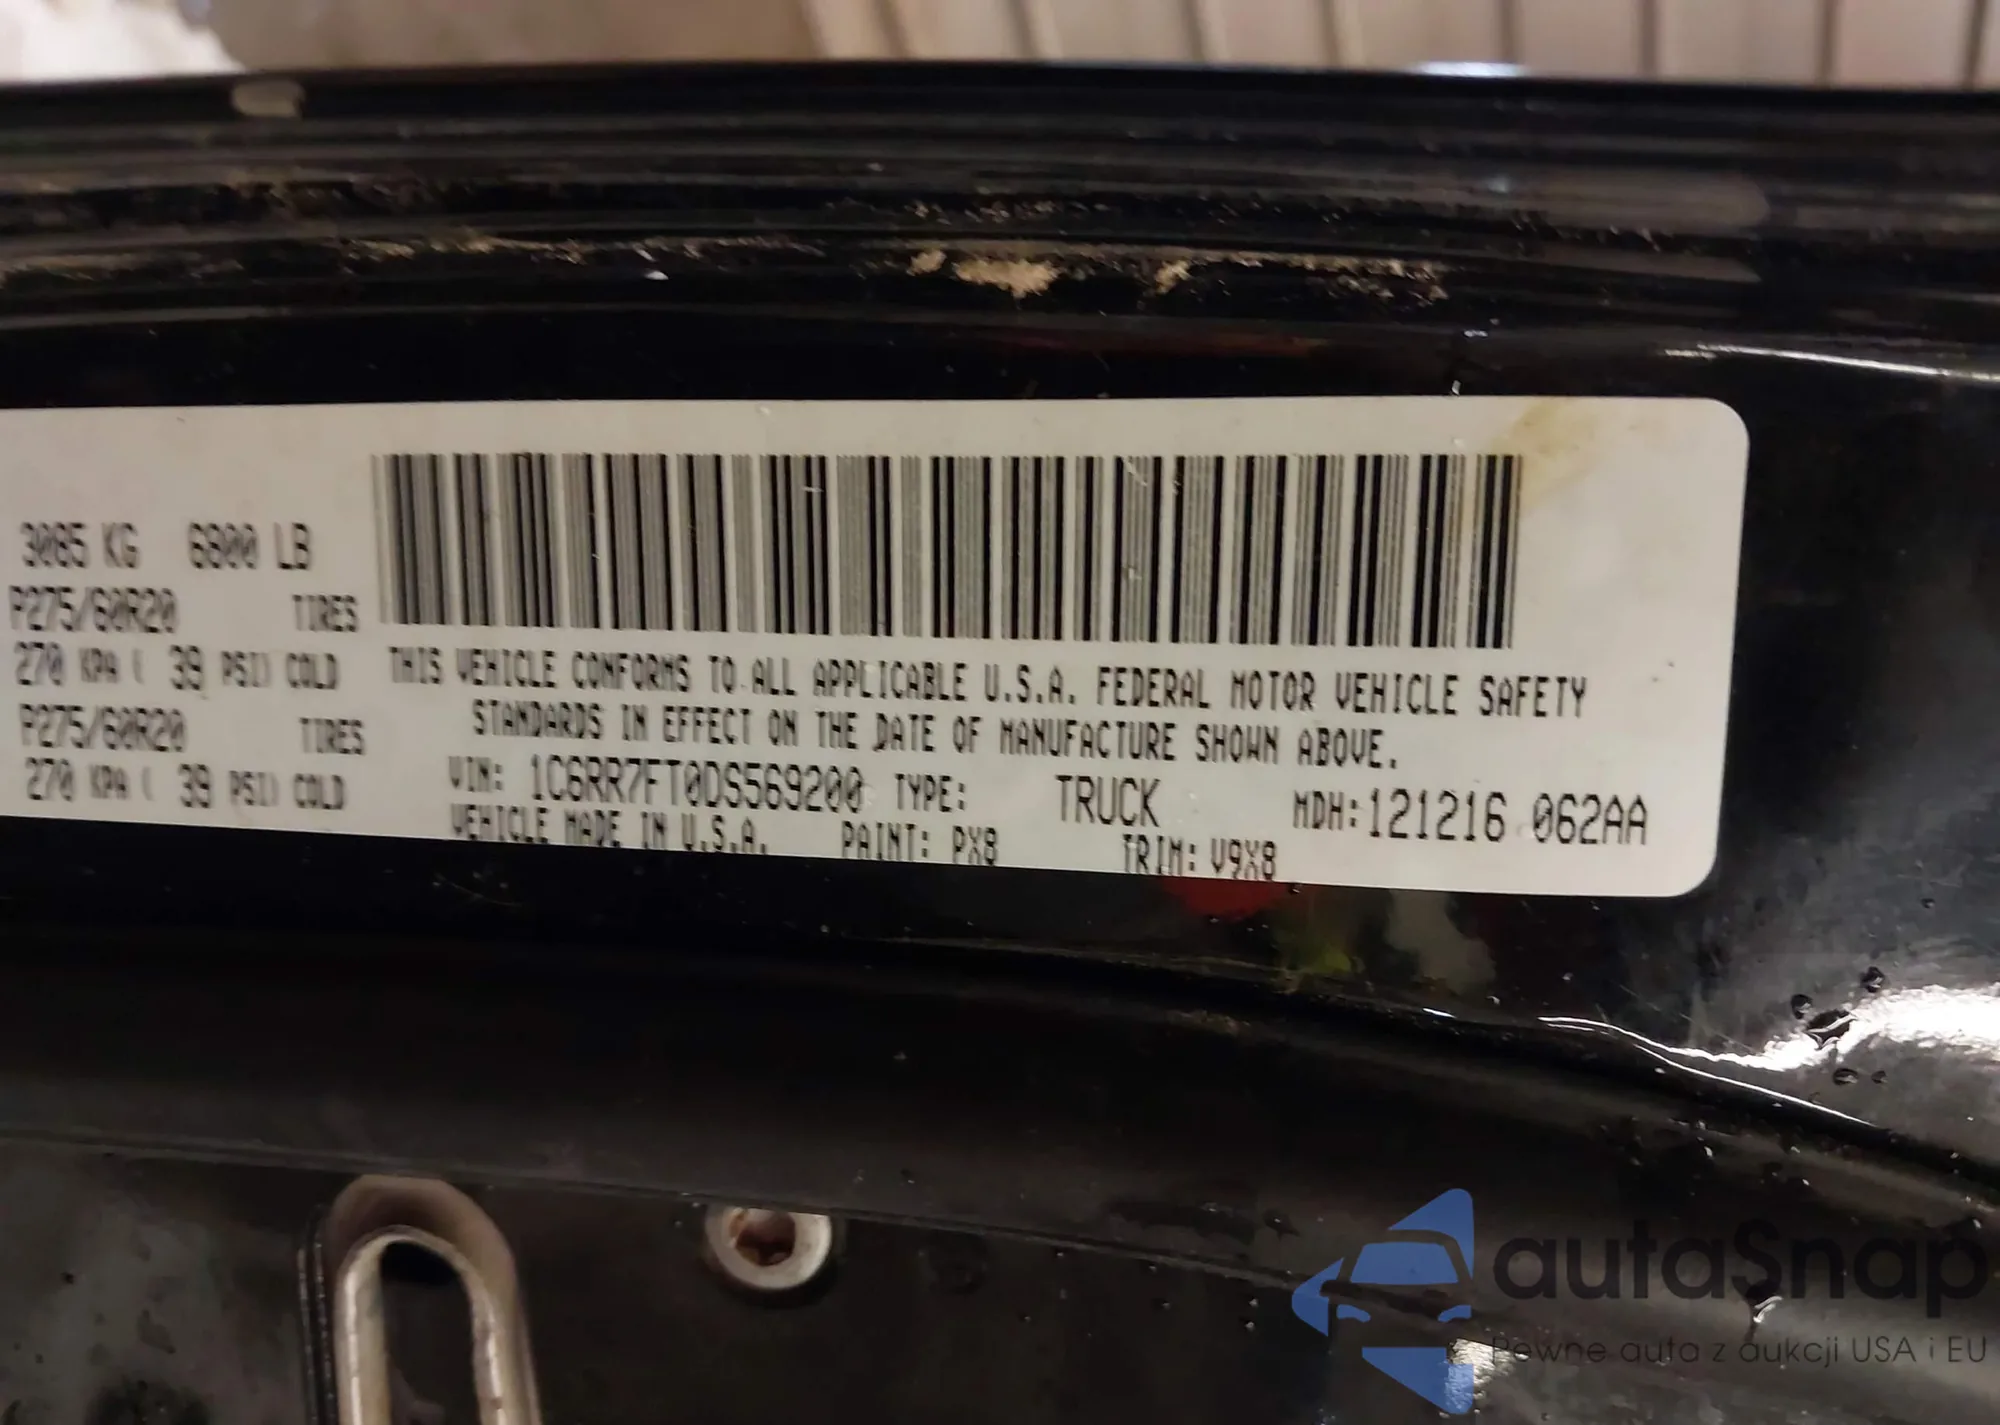 3085 KG 6800 LB
P275/60R20 TIRES
270 KPA ( 39 PSI) COLD
P275/60R20 TIRES
270 KPA ( 39 PSI) COLD
THIS VEHICLE CONFORMS TO ALL APPLICABLE U.S.A. FEDERAL MOTOR VEHICLE SAFETY
STANDARDS IN EFFECT ON THE DATE OF MANUFACTURE SHOWN ABOVE.
VIN: 1C6RR7FT0DS569200 TYPE: TRUCK MDH:121216 062AA
VEHICLE MADE IN U.S.A. PAINT: PX8 TRIM: V9X8
autaSnap
Pewne auta z aukcji USA i EU